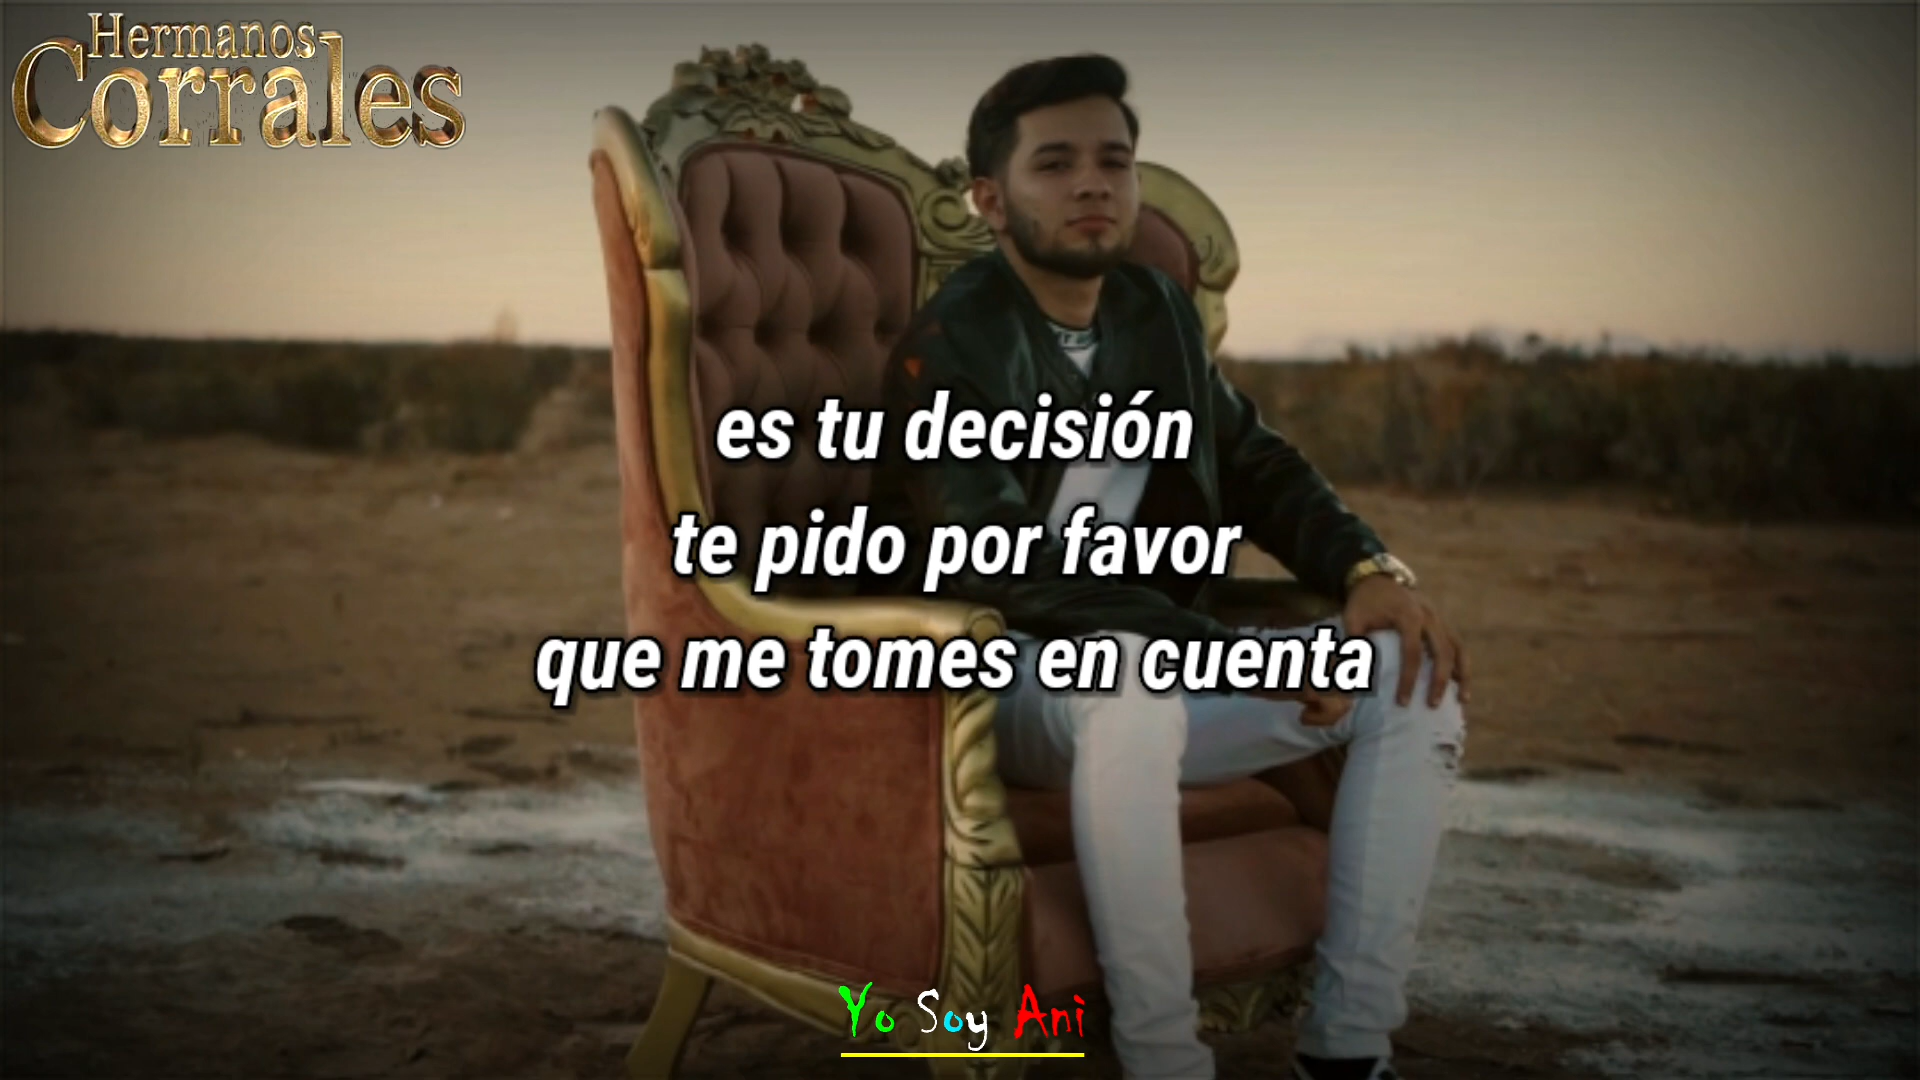 Hermanos
Corrales
es tu decisión
te pido por favor
que me tomes en cuenta
Yo Soy Ani